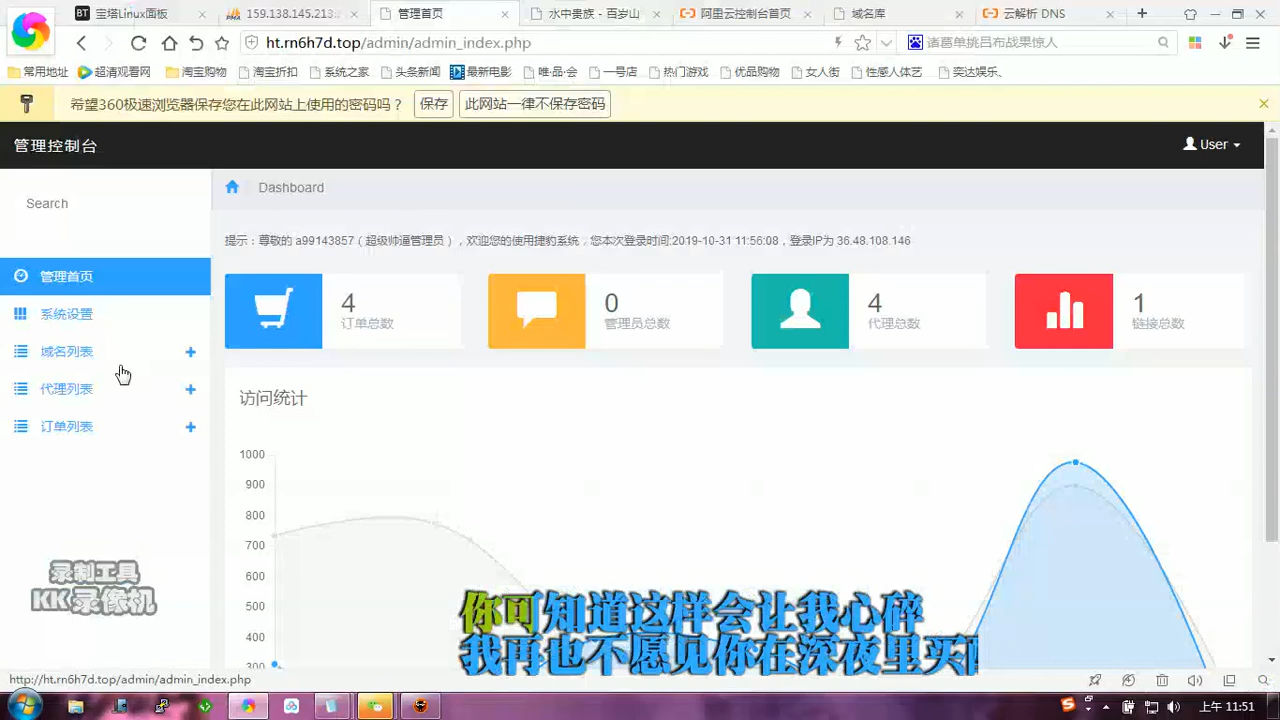 宝塔Linux面板
159.138.145.213
管理首页
水中贵族 - 百岁山
阿里云控制台首页
域名库
云解析 DNS
ht.rn6h7d.top/admin/admin_index.php
诸葛单挑吕布战果惊人
常用地址
超清观看网
淘宝购物
淘宝折扣
系统之家
头条新闻
最新电影
唯·品·会
一号店
热门游戏
优品购物
女人街
性感人体艺
突达娱乐、
希望360极速浏览器保存您在此网站上使用的密码吗？
保存
此网站一律不保存密码
管理控制台
User
Search
Dashboard
提示：尊敬的 a99143857（超级帅逼管理员），欢迎您的使用捷豹系统，您本次登录时间:2019-10-31 11:56:08，登录IP为 36.48.108.146
管理首页
系统设置
域名列表
代理列表
订单列表
4
订单总数
0
管理员总数
4
代理总数
1
链接总数
访问统计
1000
900
800
700
600
500
400
300
录制工具
KK录像机
你可知道这样会让我心碎
我再也不愿见你在深夜里买
http://ht.rn6h7d.top/admin/admin_index.php
上午 11:51